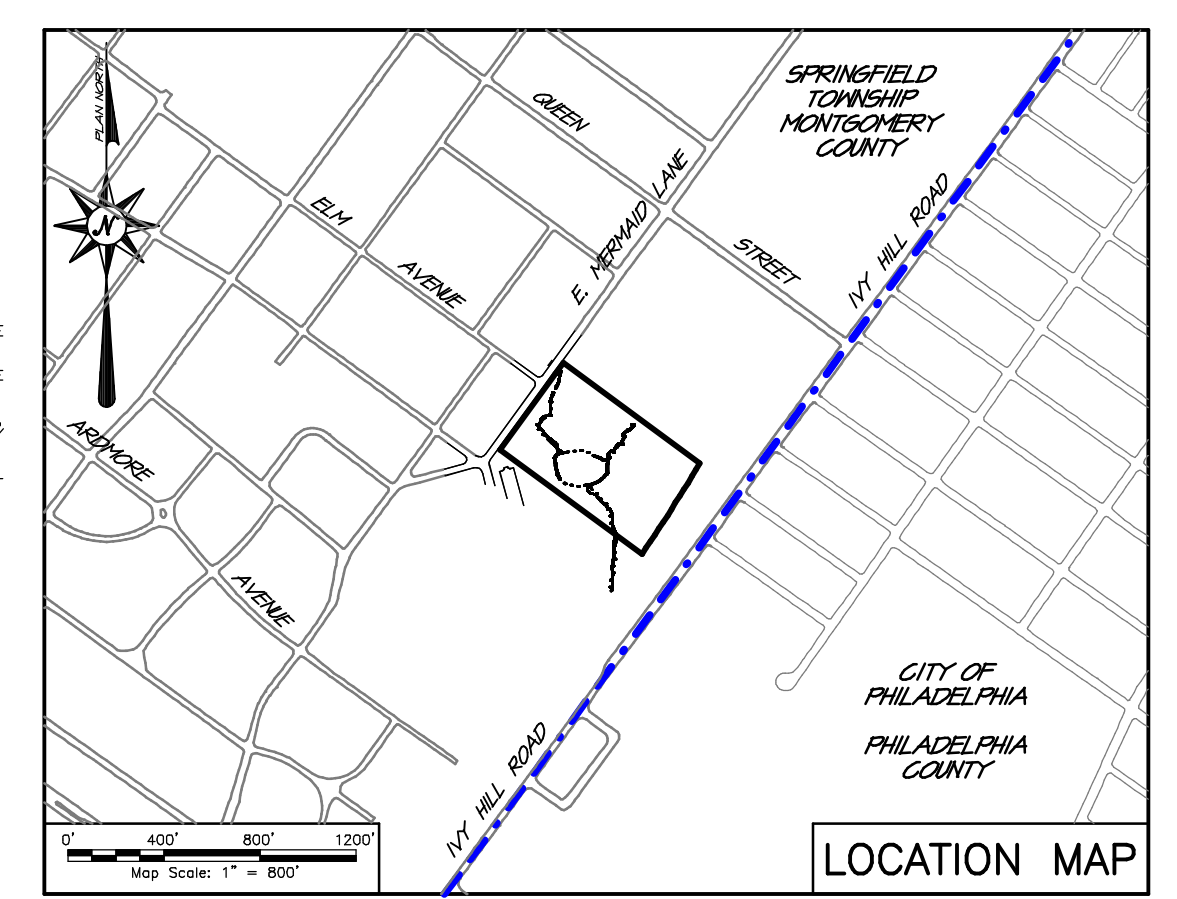 PLAN NORTH
N
SPRINGFIELD
TOWNSHIP
MONTGOMERY
COUNTY
QUEEN
STREET
ELM
AVENUE
E. MERMAID LANE
IVY HILL ROAD
ARDMORE
AVENUE
CITY OF
PHILADELPHIA
PHILADELPHIA
COUNTY
IVY HILL ROAD
0' 400' 800' 1200'
Map Scale: 1" = 800'
LOCATION MAP